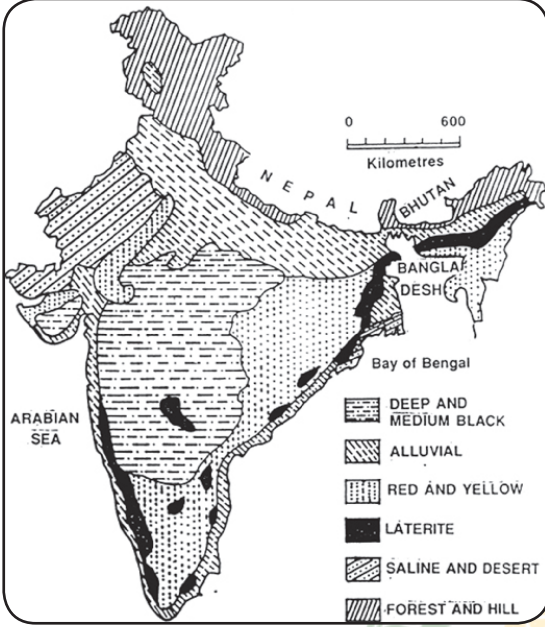 0 600
Kilometres
NEPAL
BHUTAN
BANGLA
DESH
Bay of Bengal
ARABIAN
SEA
DEEP AND
MEDIUM BLACK
ALLUVIAL
RED AND YELLOW
LATERITE
SALINE AND DESERT
FOREST AND HILL